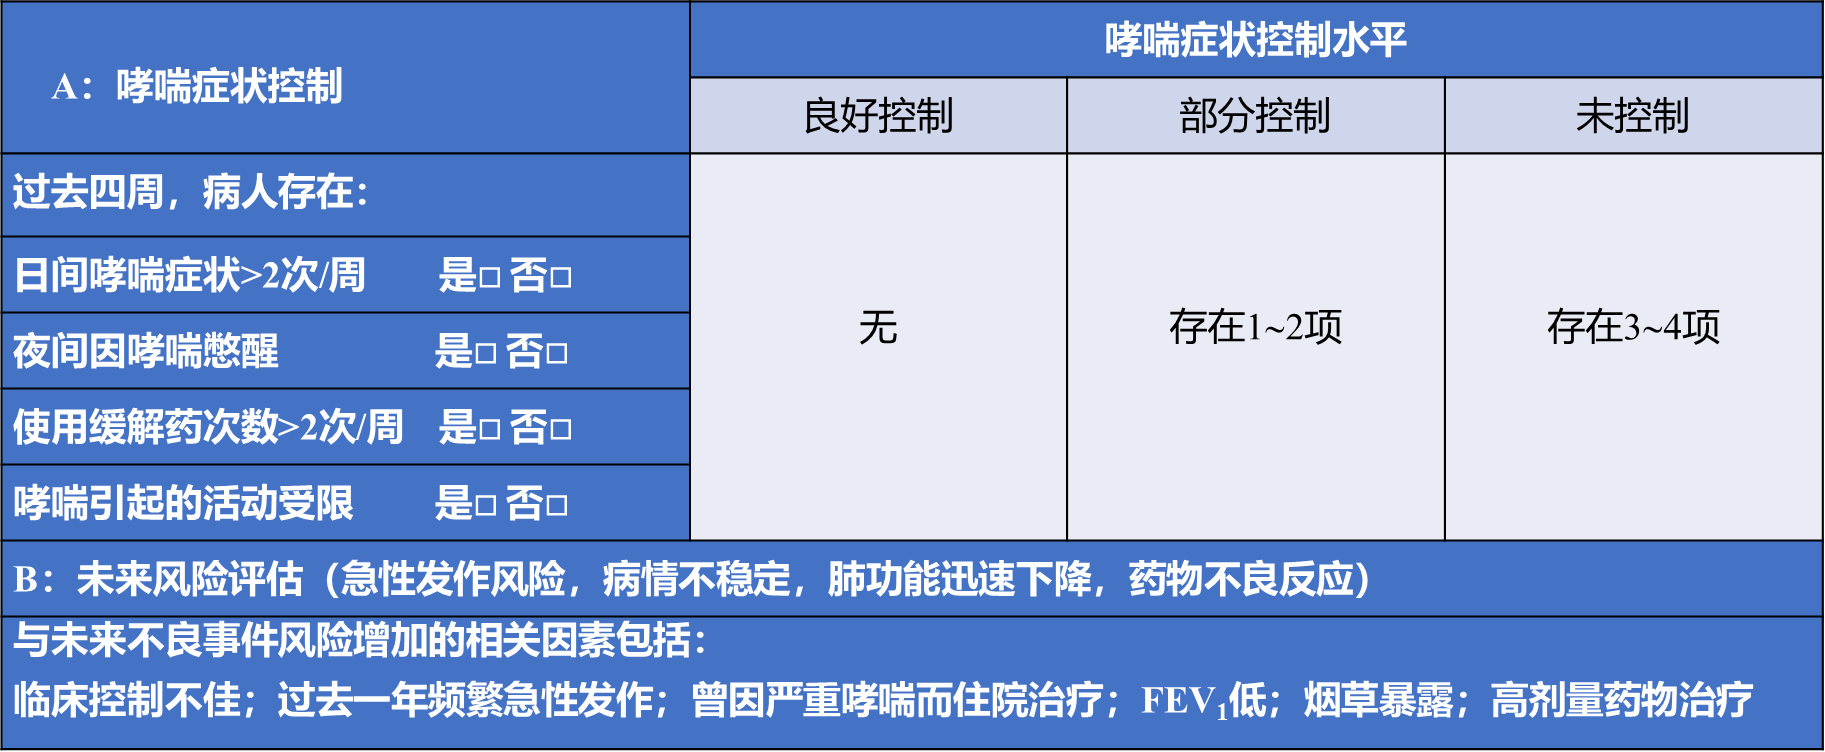 A：哮喘症状控制
哮喘症状控制水平
良好控制
部分控制
未控制
过去四周，病人存在：
日间哮喘症状>2次/周 是□ 否□
夜间因哮喘憋醒 是□ 否□
使用缓解药次数>2次/周 是□ 否□
哮喘引起的活动受限 是□ 否□
无
存在1~2项
存在3~4项
B：未来风险评估（急性发作风险，病情不稳定，肺功能迅速下降，药物不良反应）
与未来不良事件风险增加的相关因素包括：
临床控制不佳；过去一年频繁急性发作；曾因严重哮喘而住院治疗；FEV₁低；烟草暴露；高剂量药物治疗